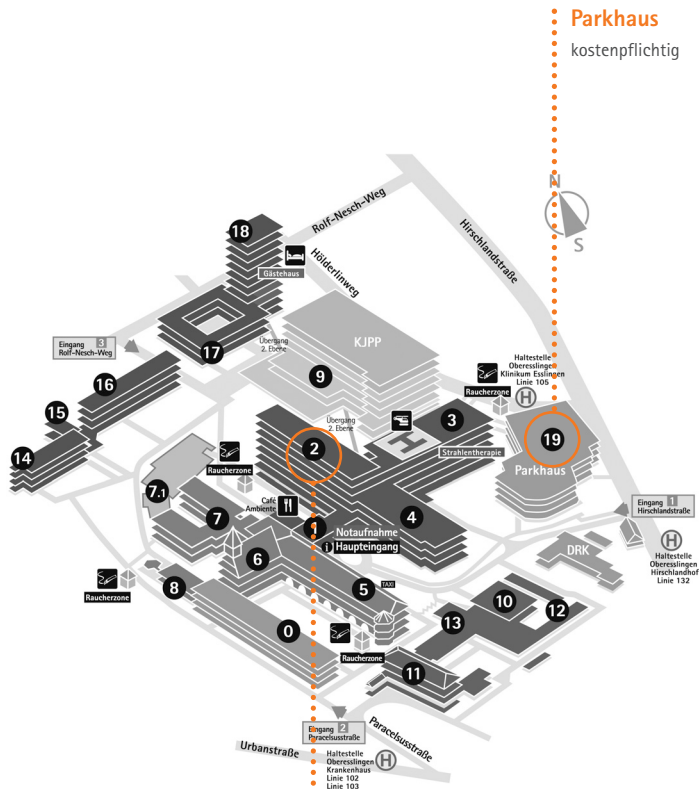 Parkhaus
kostenpflichtig
N
S
Rolf-Nesch-Weg
Hirschlandstraße
18
Gästehaus
Hölderlinweg
KJPP
Übergang
2. Ebene
Eingang 3
Rolf-Nesch-Weg
17
9
16
Haltestelle
Oberesslingen
Klinikum Esslingen
Linie 105
H
Raucherzone
15
14
Übergang
2. Ebene
2
H
3
Strahlentherapie
19
Parkhaus
Raucherzone
7.1
7
Café
Ambiente
1
Notaufnahme
i Haupteingang
4
Eingang 1
Hirschlandstraße
DRK
H
Haltestelle
Oberesslingen
Hirschlandhof
Linie 132
6
5
TAXI
8
Raucherzone
0
Raucherzone
13
10
12
11
Eingang 2
Paracelsusstraße
Paracelsusstraße
Urbanstraße
Haltestelle
Oberesslingen
Krankenhaus
Linie 102
Linie 103
H